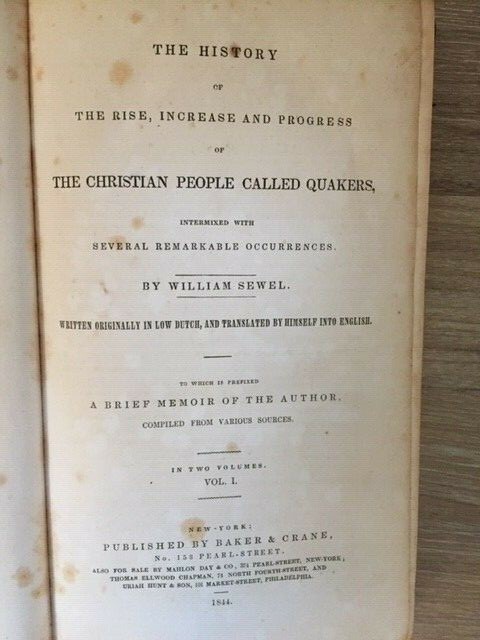 THE HISTORY
OF
THE RISE, INCREASE AND PROGRESS
OF
THE CHRISTIAN PEOPLE CALLED QUAKERS,
INTERMIXED WITH
SEVERAL REMARKABLE OCCURRENCES.
BY WILLIAM SEWEL.
WRITTEN ORIGINALLY IN LOW DUTCH, AND TRANSLATED BY HIMSELF INTO ENGLISH.
TO WHICH IS PREFIXED
A BRIEF MEMOIR OF THE AUTHOR.
COMPILED FROM VARIOUS SOURCES.
IN TWO VOLUMES.
VOL. I.
NEW-YORK:
PUBLISHED BY BAKER & CRANE,
No. 158 PEARL-STREET.
ALSO FOR SALE BY MAHLON DAY & CO., 374 PEARL-STREET, NEW-YORK;
THOMAS ELLWOOD CHAPMAN, 74 NORTH FOURTH-STREET, AND
URIAH HUNT & SON, 101 MARKET-STREET, PHILADELPHIA.
1844.